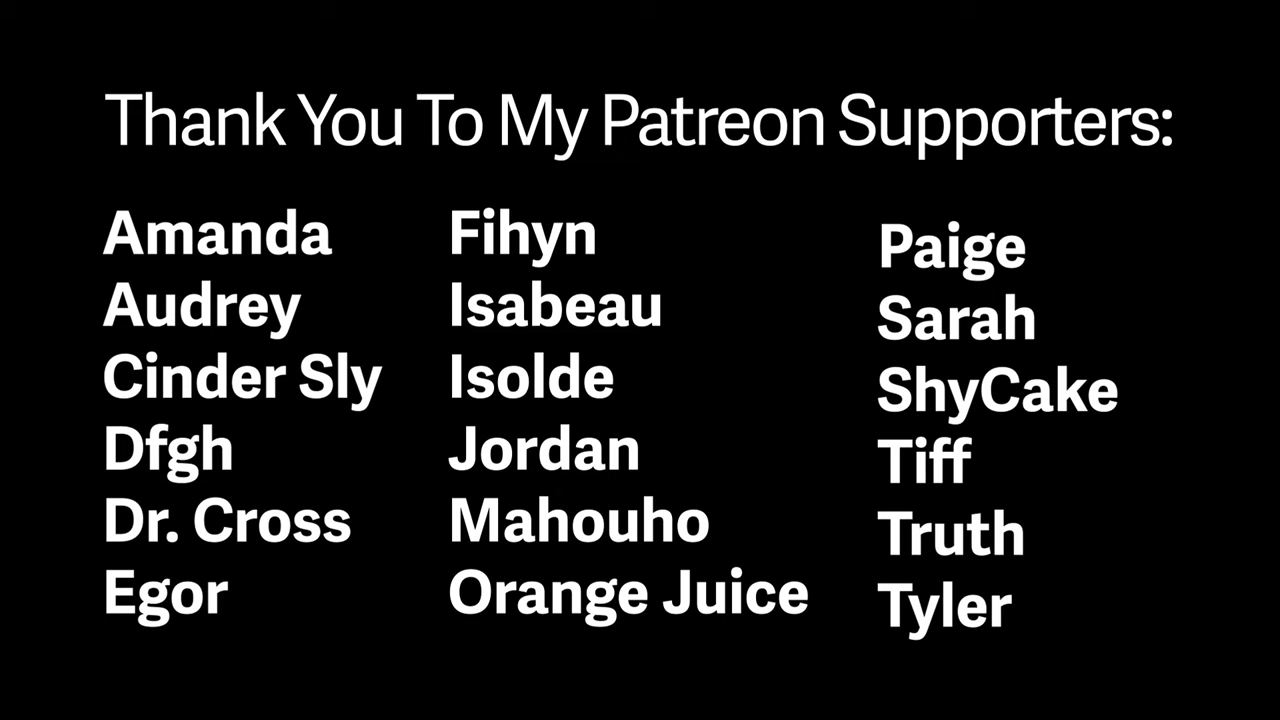 Thank You To My Patreon Supporters:
Amanda
Audrey
Cinder Sly
Dfgh
Dr. Cross
Egor
Fihyn
Isabeau
Isolde
Jordan
Mahouho
Orange Juice
Paige
Sarah
ShyCake
Tiff
Truth
Tyler